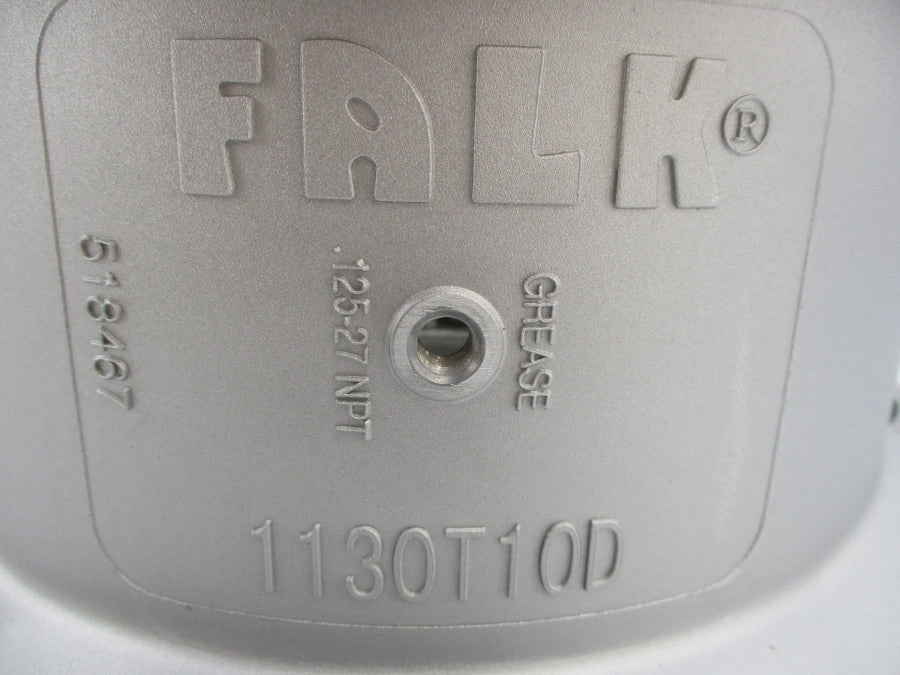 FALK®
518467
.125-27 NPT
GREASE
1130T10D